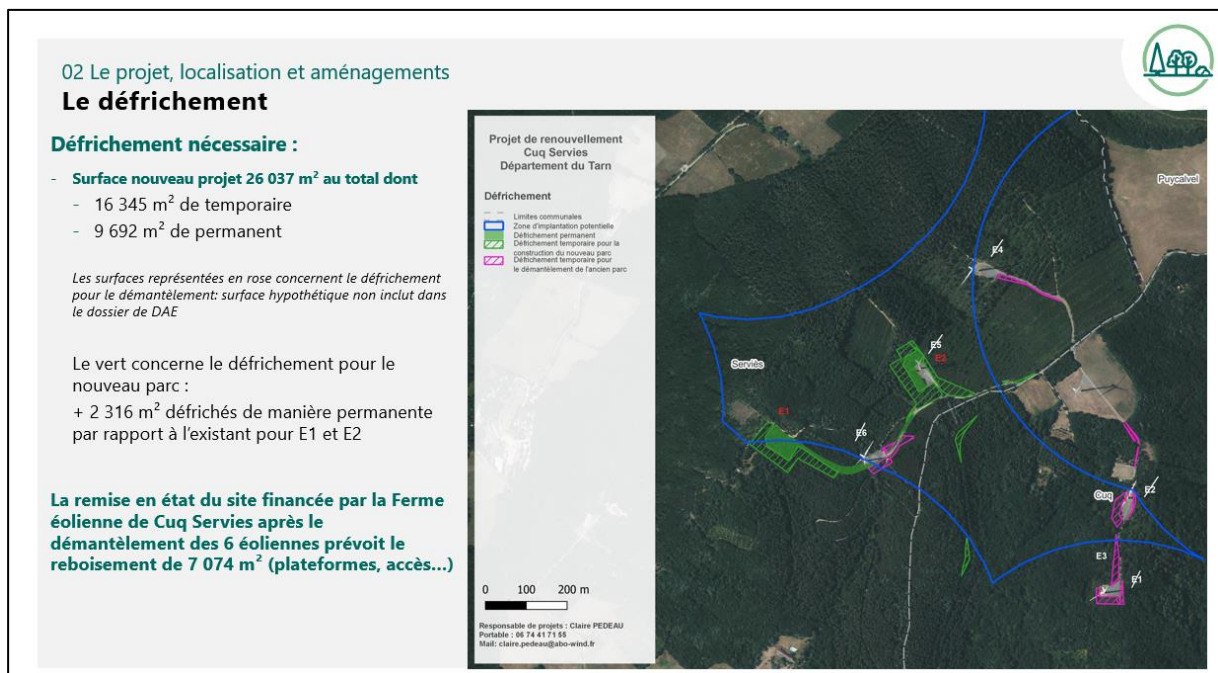 02 Le projet, localisation et aménagements
Le défrichement
Défrichement nécessaire :
- Surface nouveau projet 26 037 m² au total dont
- 16 345 m² de temporaire
- 9 692 m² de permanent
Les surfaces représentées en rose concernent le défrichement
pour le démantèlement: surface hypothétique non inclut dans
le dossier de DAE
Le vert concerne le défrichement pour le
nouveau parc :
+ 2 316 m² défrichés de manière permanente
par rapport à l'existant pour E1 et E2
La remise en état du site financée par la Ferme
éolienne de Cuq Servies après le
démantèlement des 6 éoliennes prévoit le
reboisement de 7 074 m² (plateformes, accès...)
Projet de renouvellement
Cuq Servies
Département du Tarn
Défrichement
Limites communales
Zone d'implantation potentielle
Défrichement permanent
Défrichement temporaire pour la
construction du nouveau parc
Défrichement temporaire pour
le démantèlement de l'ancien parc
0 100 200 m
Responsable de projets : Claire PEDEAU
Portable : 06 74 41 71 55
Mail: claire.pedeau@abo-wind.fr
Puycalvel
E4
E5
E2
Serviès
E1
E6
Cuq
E2
E3
E1